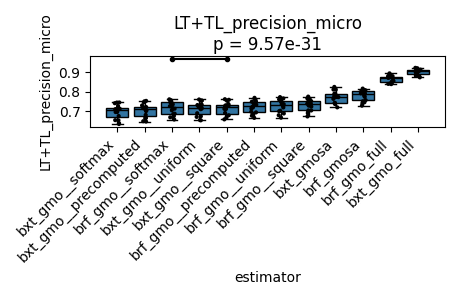 LT+TL_precision_micro
p = 9.57e-31
LT+TL_precision_micro
0.9
0.8
0.7
bxt_gmo__softmax
bxt_gmo__precomputed
brf_gmo__softmax
bxt_gmo__uniform
bxt_gmo__square
brf_gmo__precomputed
brf_gmo__uniform
brf_gmo__square
bxt_gmosa
brf_gmosa
brf_gmo_full
bxt_gmo_full
estimator